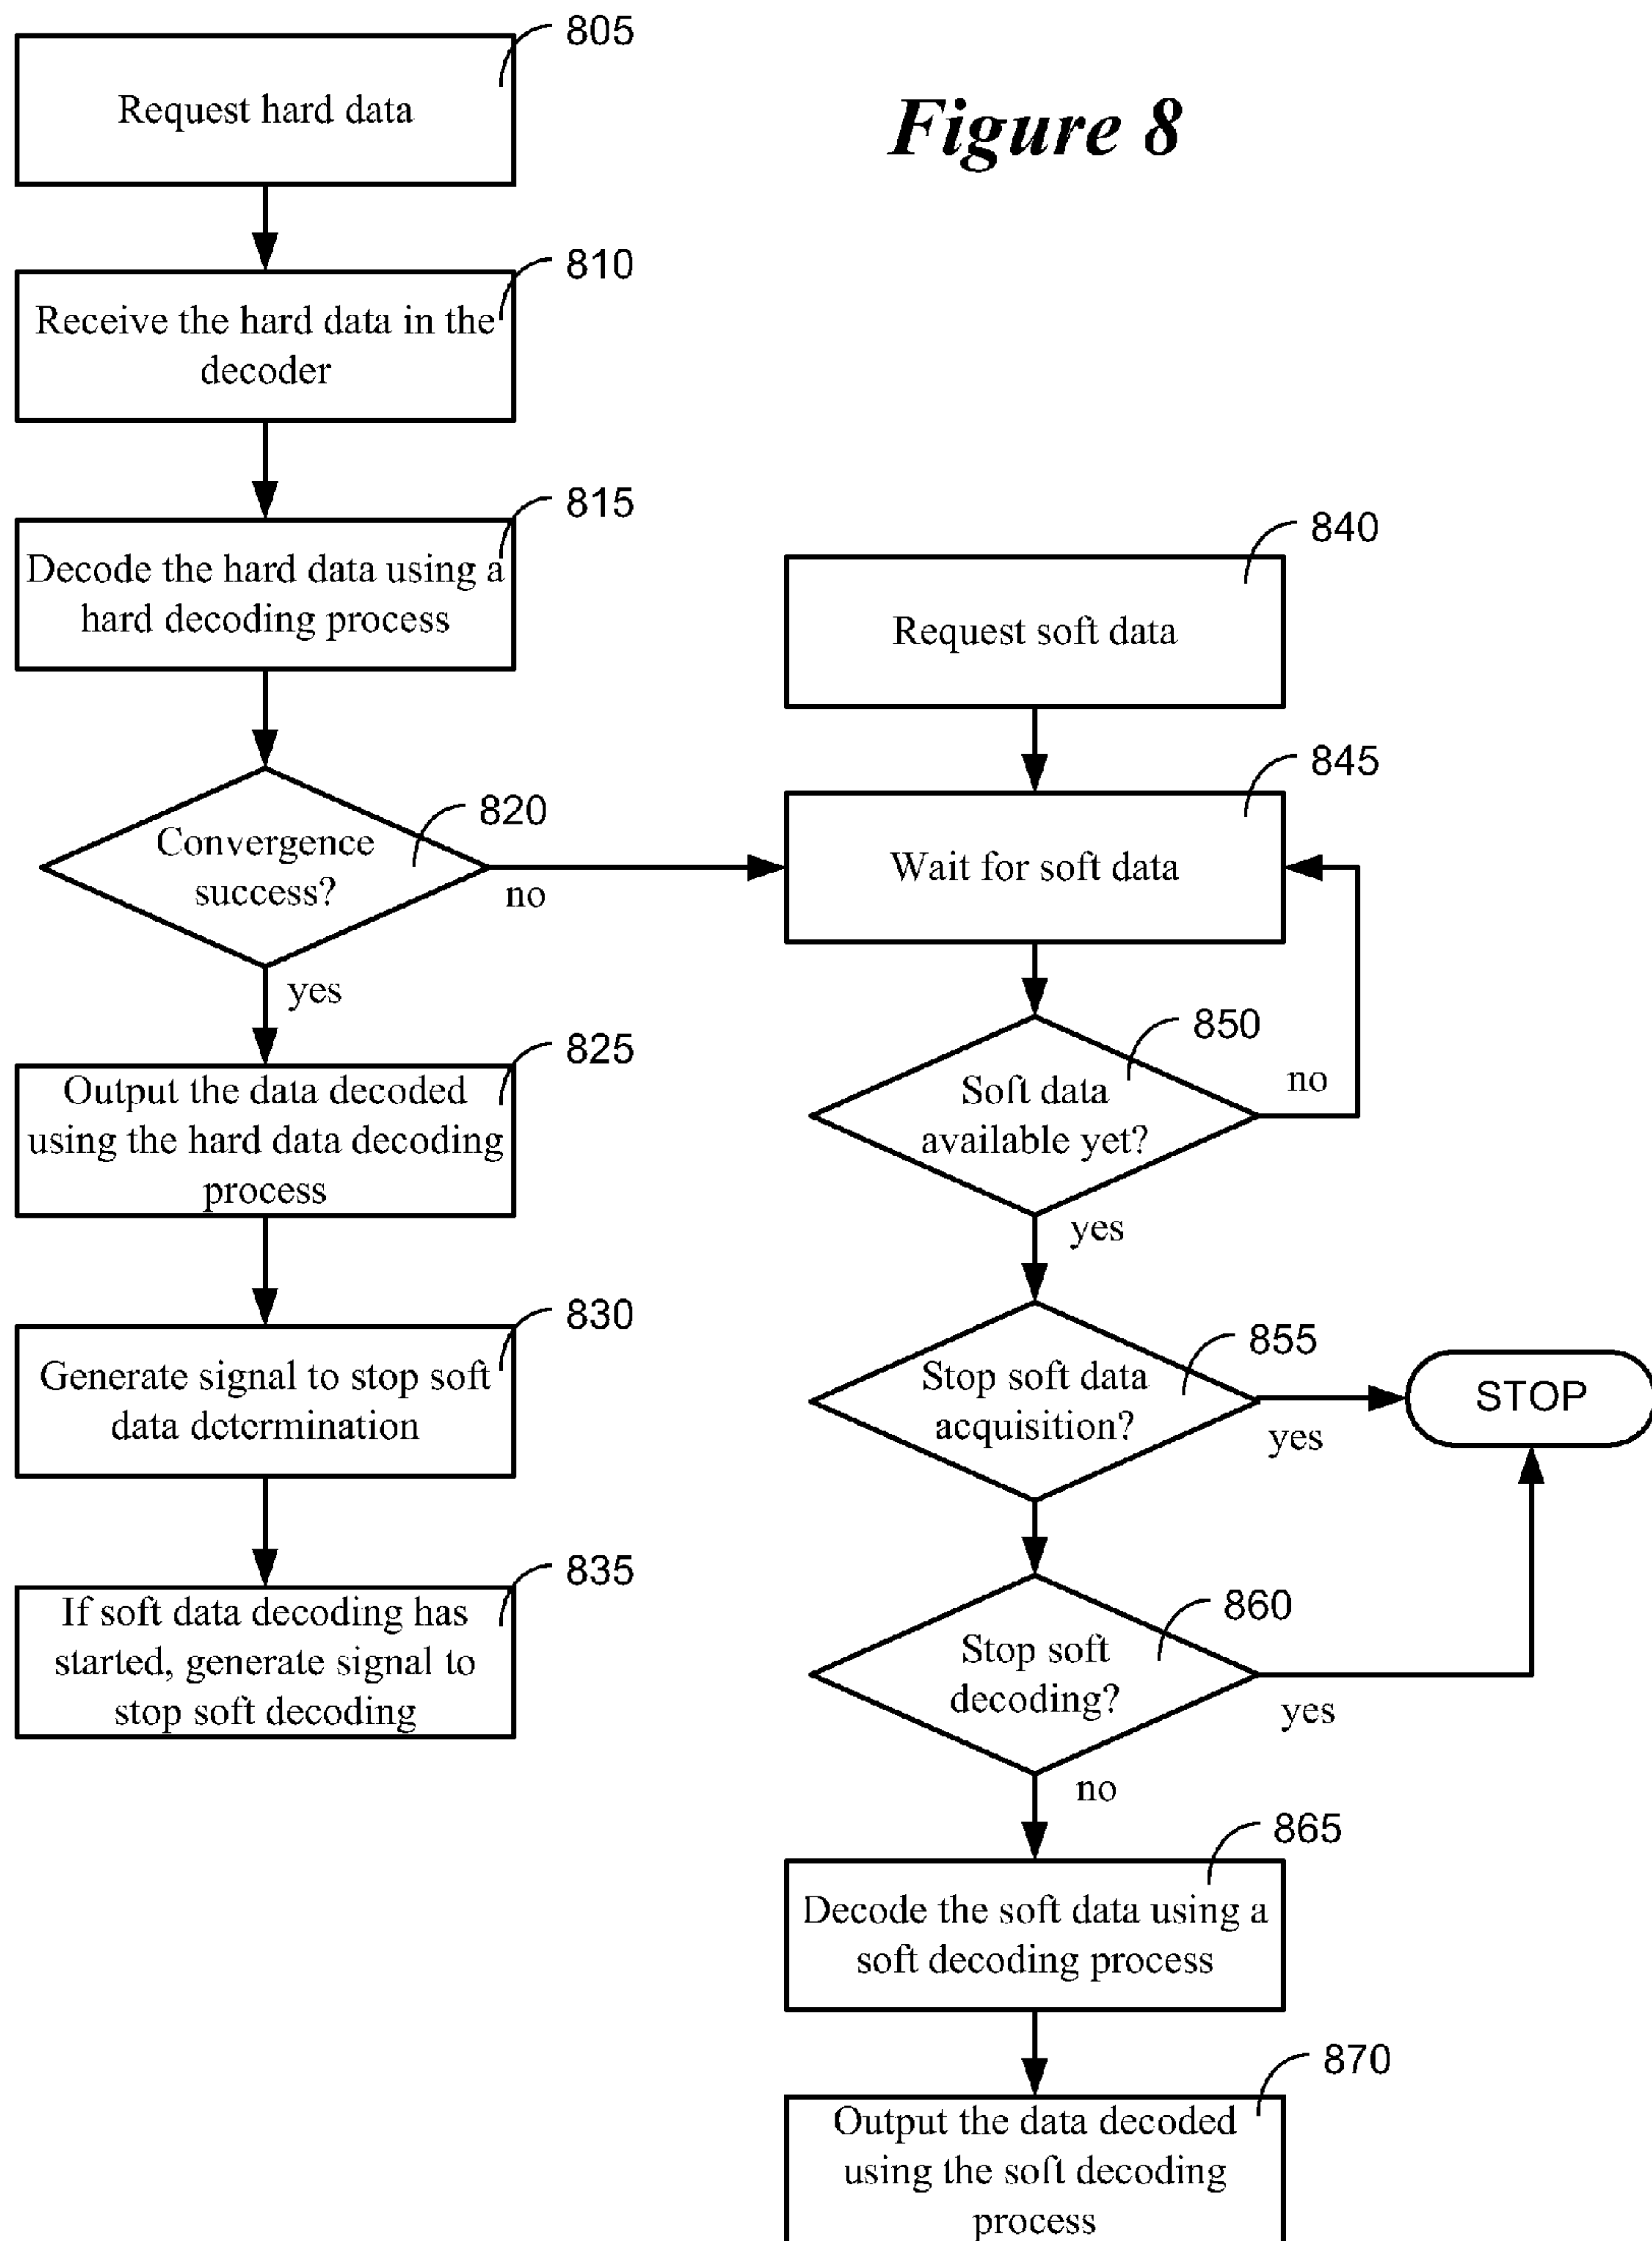 Figure 8
805
Request hard data
810
Receive the hard data in the
decoder
815
Decode the hard data using a
hard decoding process
820
Convergence
success?
no
yes
825
Output the data decoded
using the hard data decoding
process
830
Generate signal to stop soft
data determination
835
If soft data decoding has
started, generate signal to
stop soft decoding
840
Request soft data
845
Wait for soft data
850
Soft data
available yet?
no
yes
855
Stop soft data
acquisition?
yes
STOP
860
Stop soft
decoding?
yes
no
865
Decode the soft data using a
soft decoding process
870
Output the data decoded
using the soft decoding
process